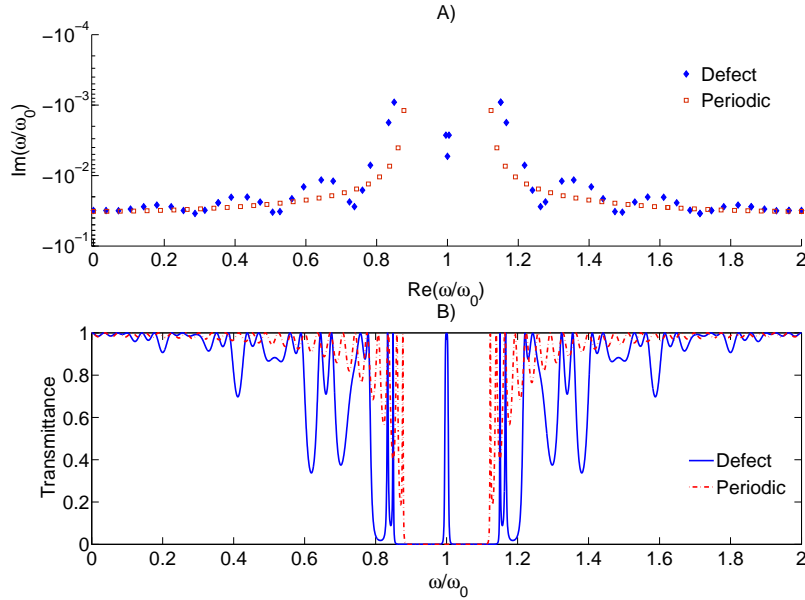 A)
-10⁻⁴
-10⁻³
-10⁻²
-10⁻¹
Im(ω/ω₀)
Defect
Periodic
0 0.2 0.4 0.6 0.8 1 1.2 1.4 1.6 1.8 2
Re(ω/ω₀)
B)
1
0.8
0.6
0.4
0.2
0
Transmittance
Defect
Periodic
0 0.2 0.4 0.6 0.8 1 1.2 1.4 1.6 1.8 2
ω/ω₀